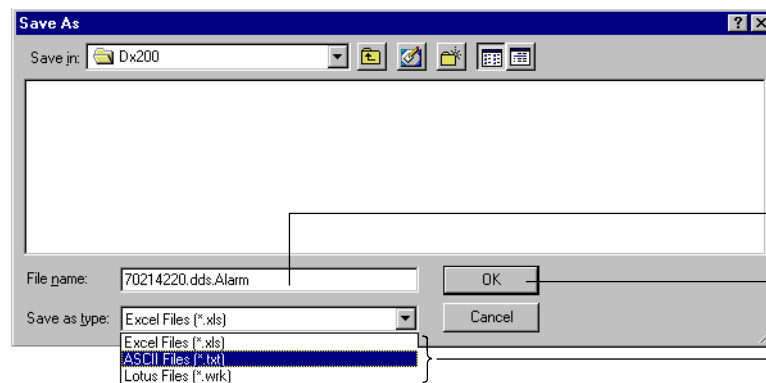 Save As
Save in: Dx200
File name: 70214220.dds.Alarm OK
Save as type: Excel Files (*.xls) Cancel
Excel Files (*.xls)
ASCII Files (*.txt)
Lotus Files (*.wrk)